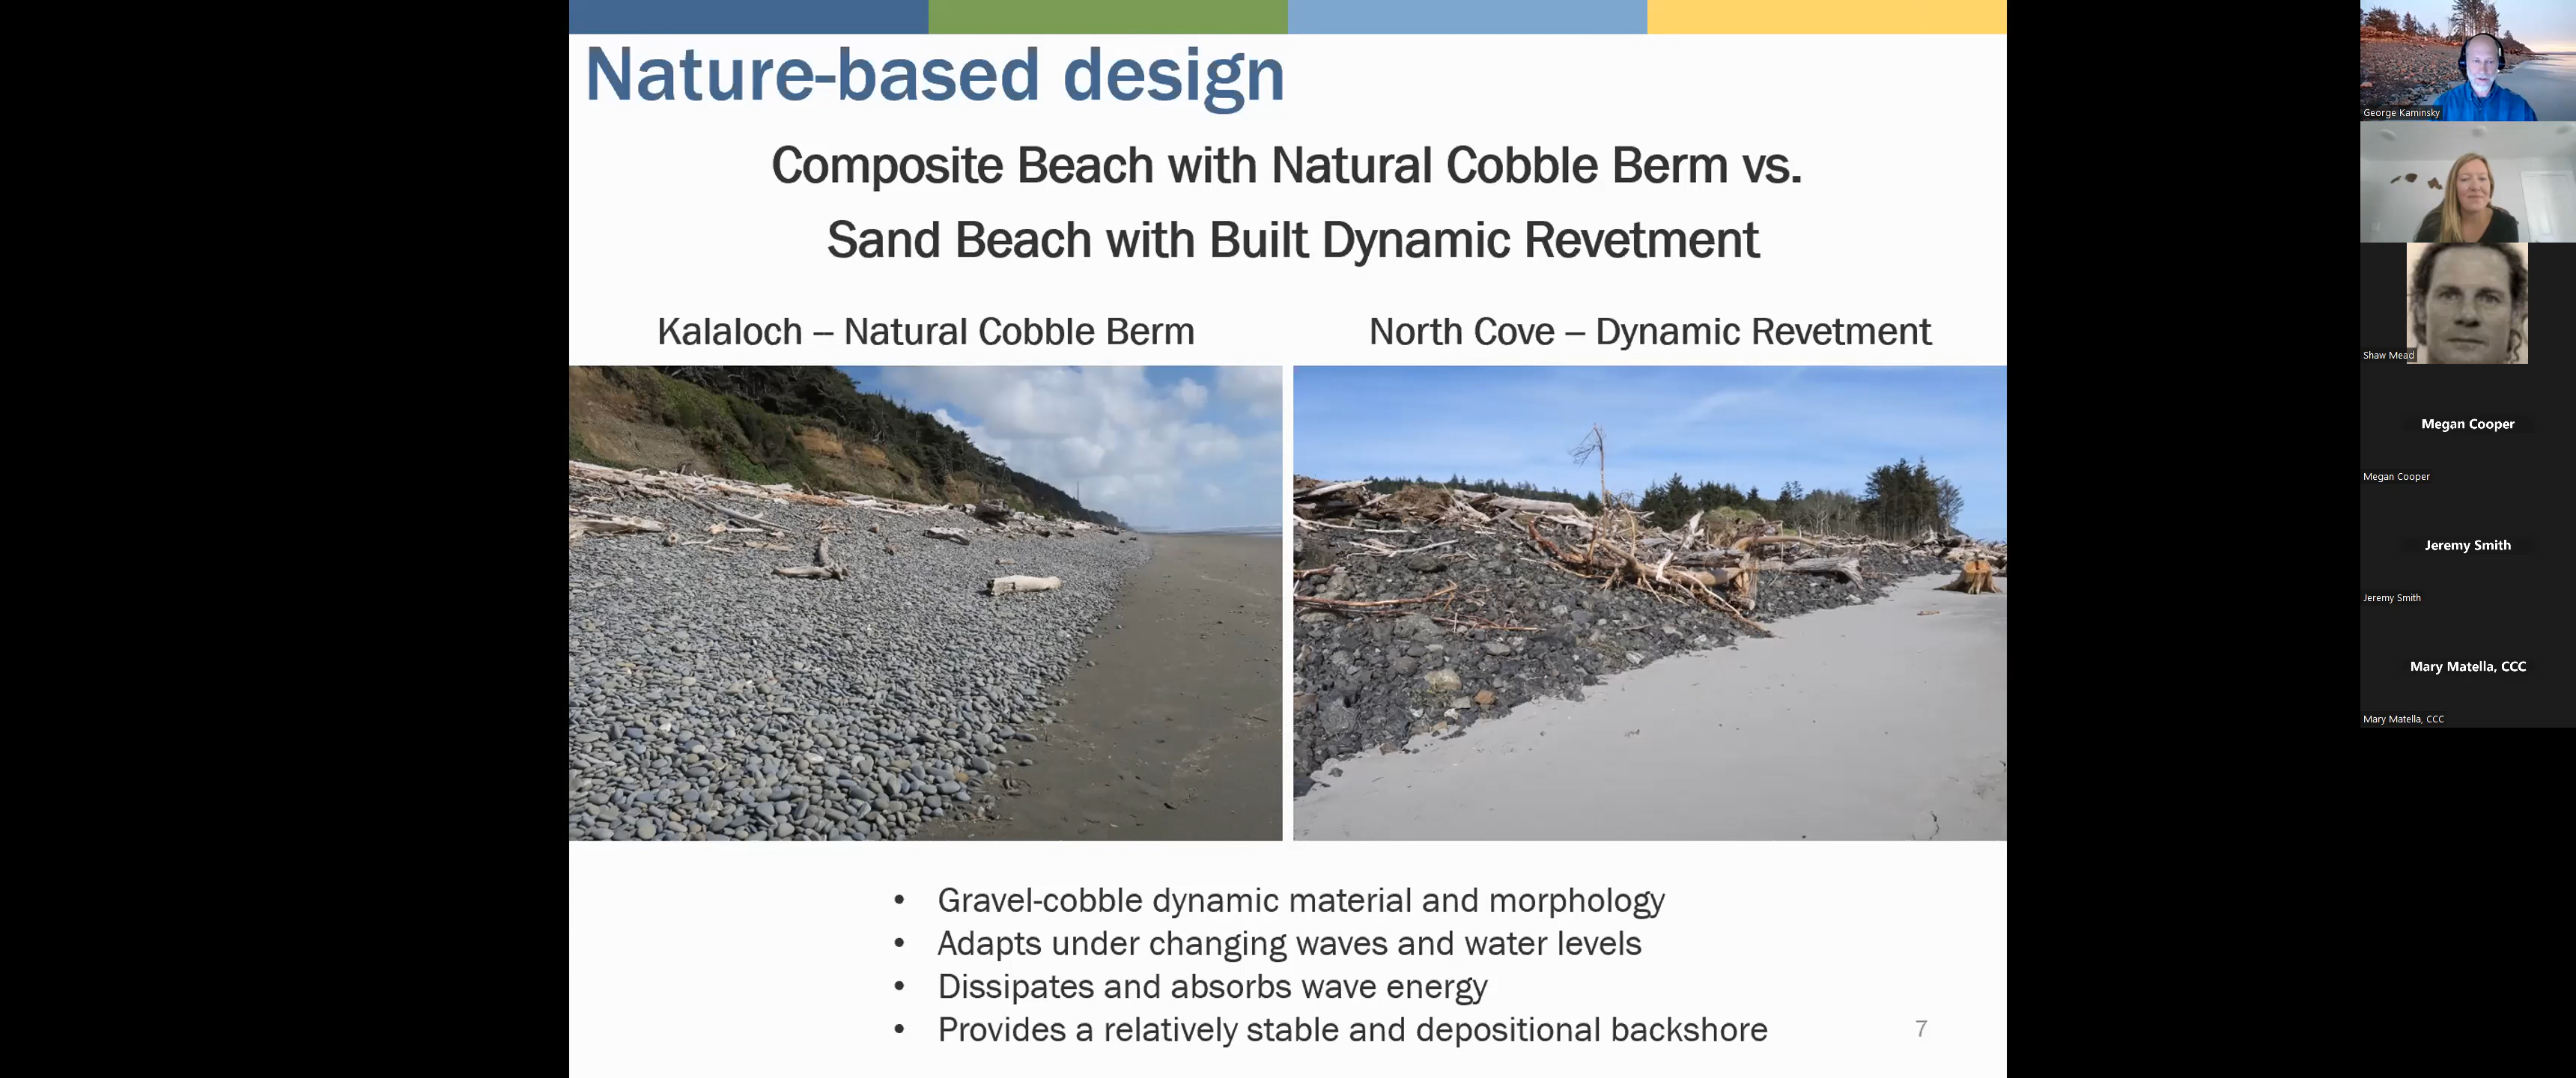 Nature-based design
Composite Beach with Natural Cobble Berm vs.
Sand Beach with Built Dynamic Revetment
Kalaloch – Natural Cobble Berm
North Cove – Dynamic Revetment
• Gravel-cobble dynamic material and morphology
• Adapts under changing waves and water levels
• Dissipates and absorbs wave energy
• Provides a relatively stable and depositional backshore
7
George Kaminsky
Shaw Mead
Megan Cooper
Megan Cooper
Jeremy Smith
Jeremy Smith
Mary Matella, CCC
Mary Matella, CCC